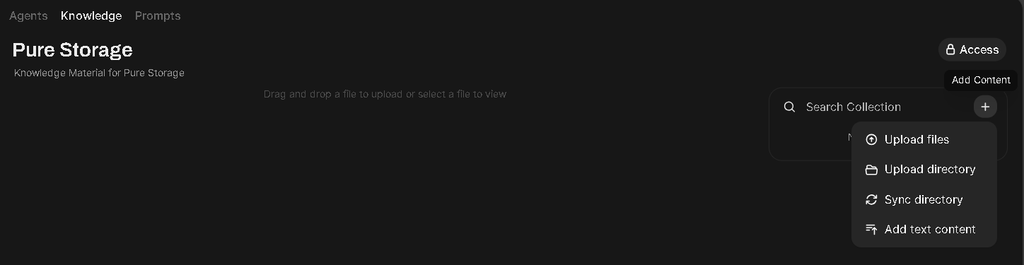 Agents Knowledge Prompts
Pure Storage
Access
Knowledge Material for Pure Storage
Add Content
Drag and drop a file to upload or select a file to view
Search Collection
Upload files
Upload directory
Sync directory
Add text content